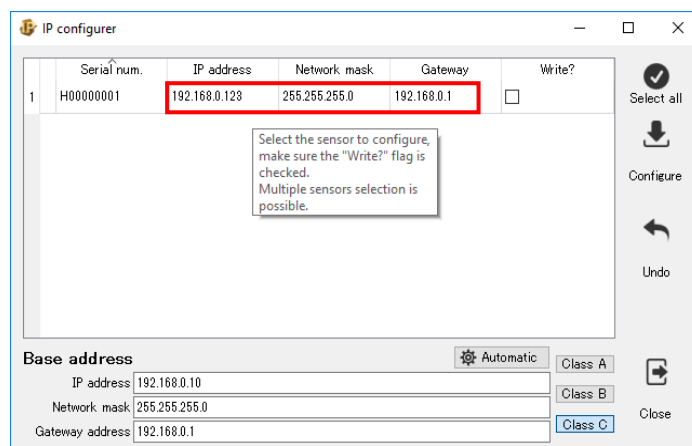 IP configurer
Serial num. IP address Network mask Gateway Write?
1 H00000001 192.168.0.123 255.255.255.0 192.168.0.1
Select all
Select the sensor to configure,
make sure the "Write?" flag is
checked.
Multiple sensors selection is
possible.
Configure
Undo
Base address
Automatic
Class A
IP address 192.168.0.10
Class B
Network mask 255.255.255.0
Close
Gateway address 192.168.0.1
Class C